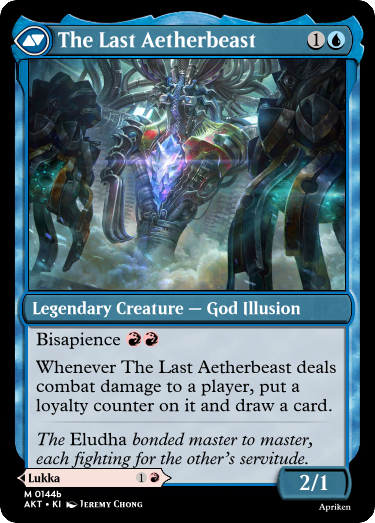 The Last Aetherbeast 1
Legendary Creature — God Illusion
Bisapience
Whenever The Last Aetherbeast deals
combat damage to a player, put a
loyalty counter on it and draw a card.
The Eludha bonded master to master,
each fighting for the other's servitude.
Lukka 1
2/1
M 0144b
AKT • KI Jeremy Chong
Apriken